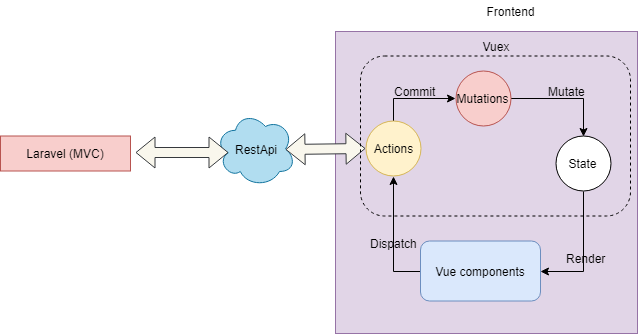 Frontend
Vuex
Commit
Mutations
Mutate
Laravel (MVC)
RestApi
Actions
State
Dispatch
Vue components
Render